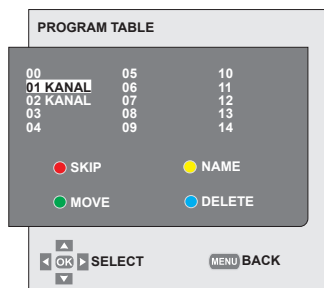 PROGRAM TABLE
00 05 10
01 KANAL 06 11
02 KANAL 07 12
03 08 13
04 09 14
SKIP NAME
MOVE DELETE
OK SELECT MENU BACK